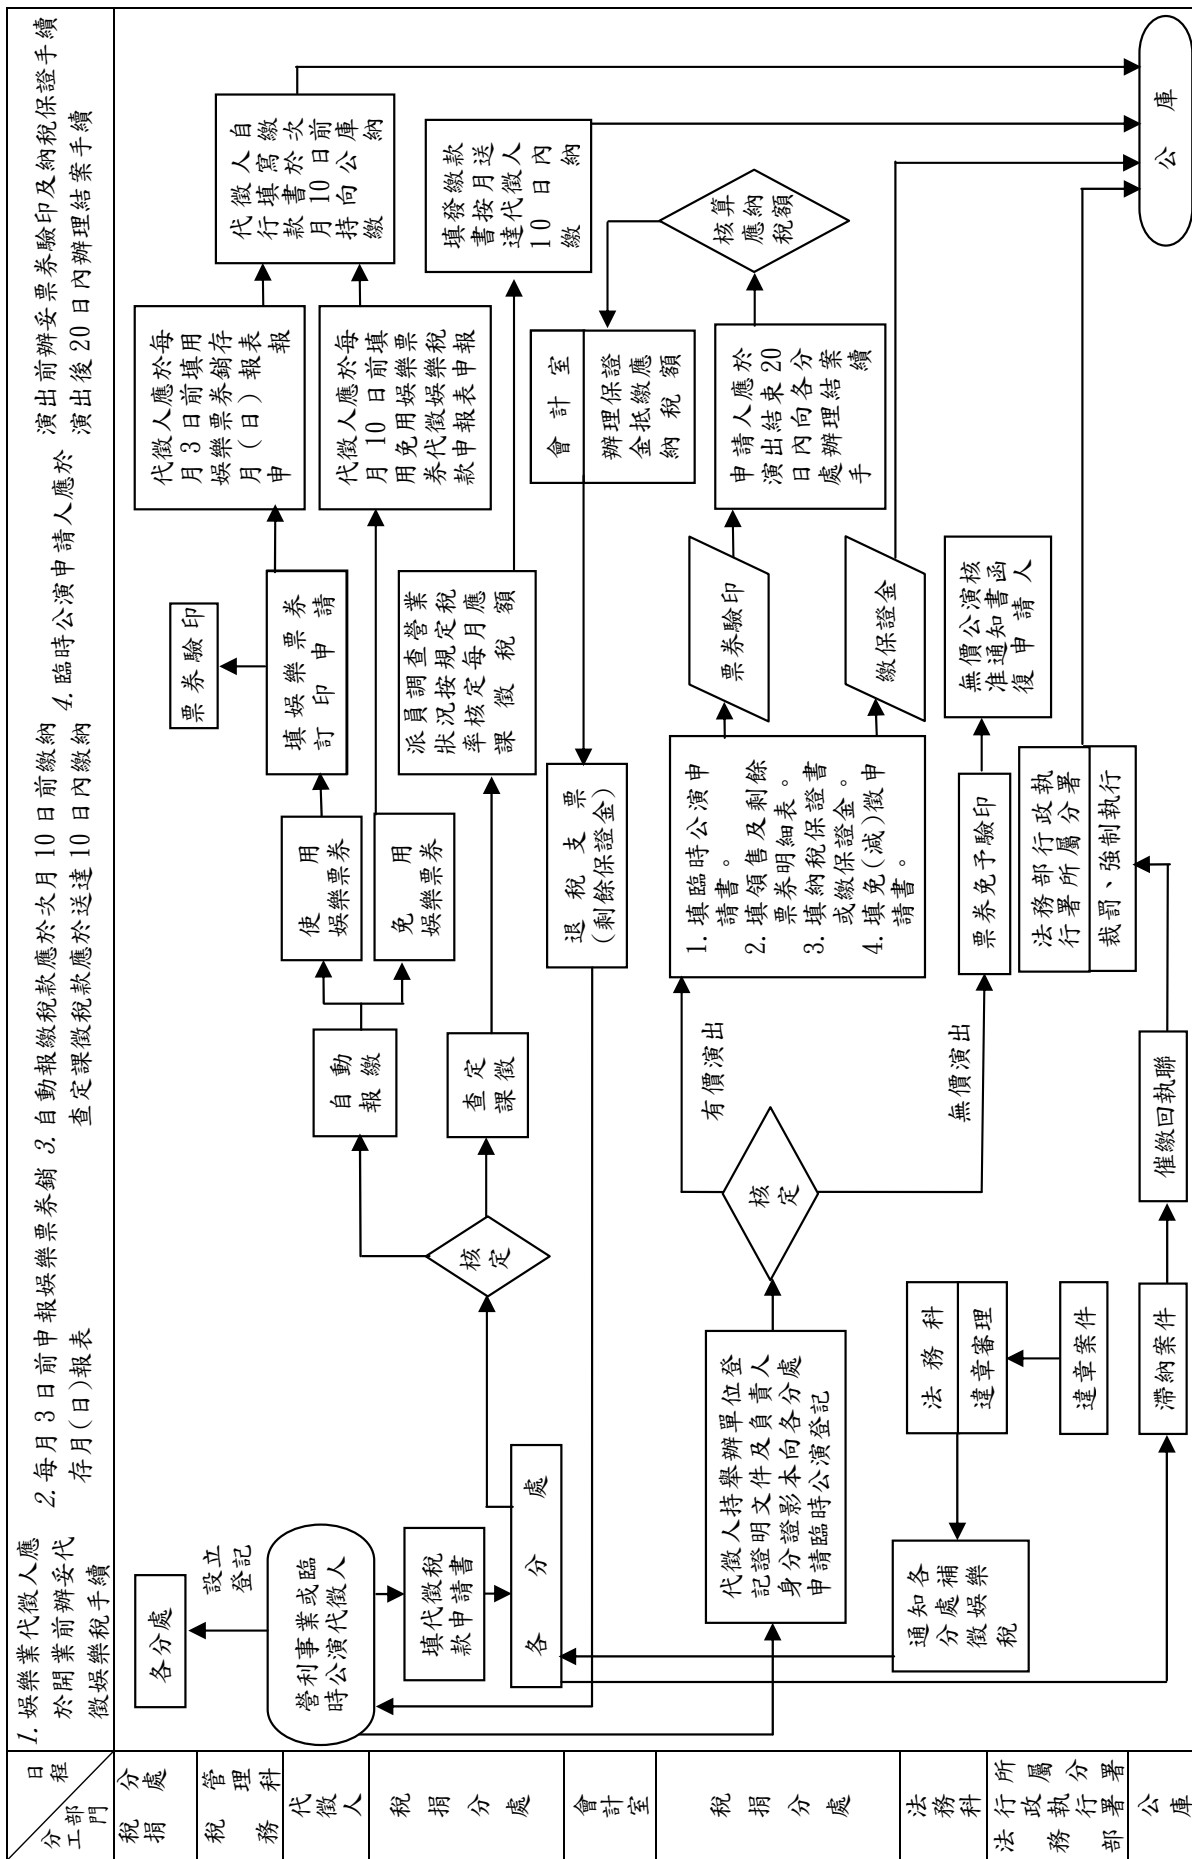 日程
分工部門
1. 娛樂業代徵人應
於開業前辦妥代
徵娛樂稅手續
2. 每月 3 日前申報娛樂票券銷
存月(日)報表
3. 自動報繳稅款應於次月 10 日前繳納
查定課徵稅款應於送達 10 日內繳納
4. 臨時公演申請人應於
演出前辦妥票券驗印及納稅保證手續
演出後 20 日內辦理結案手續
稅捐
分處
稅務
管理科
代徵人
稅捐分處
會計室
稅捐分處
法務科
法務部
行政執行署
所屬分署
公庫
各分處
設立
登記
營利事業或臨
時公演代徵人
填代徵稅
款申請書
各分處
核定
自動
報繳
查定
課徵
使用
娛樂票券
免用
娛樂票券
填娛樂票券
訂印申請
票券驗印
代徵人應於每
月 3 日前填用
娛樂票券銷存
月(日)報表
申報
代徵人應於每
月 10 日前填
用免用娛樂票
券代徵娛樂稅
款申報表申報
代徵人自
行填寫繳
款書於次
月 10 日前
持向公庫
繳納
派員調查營業
狀況按規定稅
率核定每月應
課徵稅額
填發繳款
書按月送
達代徵人
10 日內
繳納
退稅支票
(剩餘保證金)
會計室
辦理保證
金抵繳應
納稅額
核算
應納
稅額
代徵人持舉辦單位登
記證明文件及負責人
身分證影本向各分處
申請臨時公演登記
核定
有價演出
無價演出
1. 填臨時公演申
請書。
2. 填領售及剩餘
票券明細表。
3. 填納稅保證書
或繳保證金。
4. 填免(減)徵申
請書。
票券驗印
繳保證金
申請人應於
演出結束 20
日內向各分
處辦理結案
手續
票券免予驗印
無價公演核
准通知書函
復申請人
法務科
違章審理
違章案件
通知各
分處補
徵娛樂
稅
滯納案件
催繳回執聯
法務部行政執
行署所屬分署
裁罰、強制執行
公庫